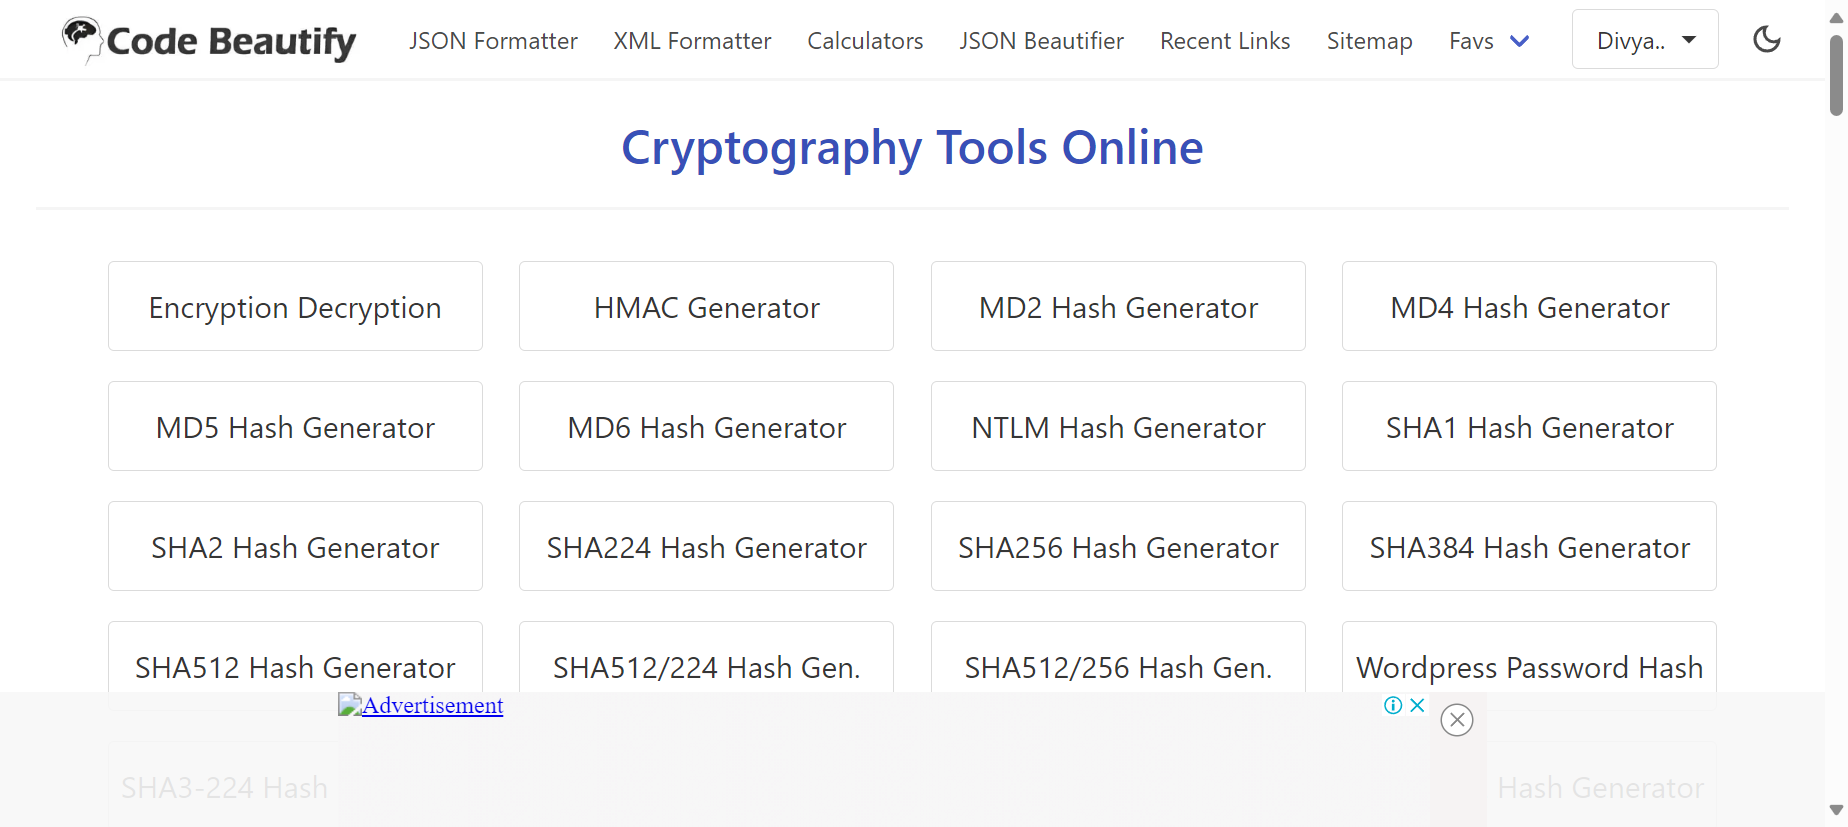 Code Beautify JSON Formatter XML Formatter Calculators JSON Beautifier Recent Links Sitemap Favs Divya..
Cryptography Tools Online
Encryption Decryption HMAC Generator MD2 Hash Generator MD4 Hash Generator
MD5 Hash Generator MD6 Hash Generator NTLM Hash Generator SHA1 Hash Generator
SHA2 Hash Generator SHA224 Hash Generator SHA256 Hash Generator SHA384 Hash Generator
SHA512 Hash Generator SHA512/224 Hash Gen. SHA512/256 Hash Gen. Wordpress Password Hash
Advertisement
SHA3-224 Hash Hash Generator